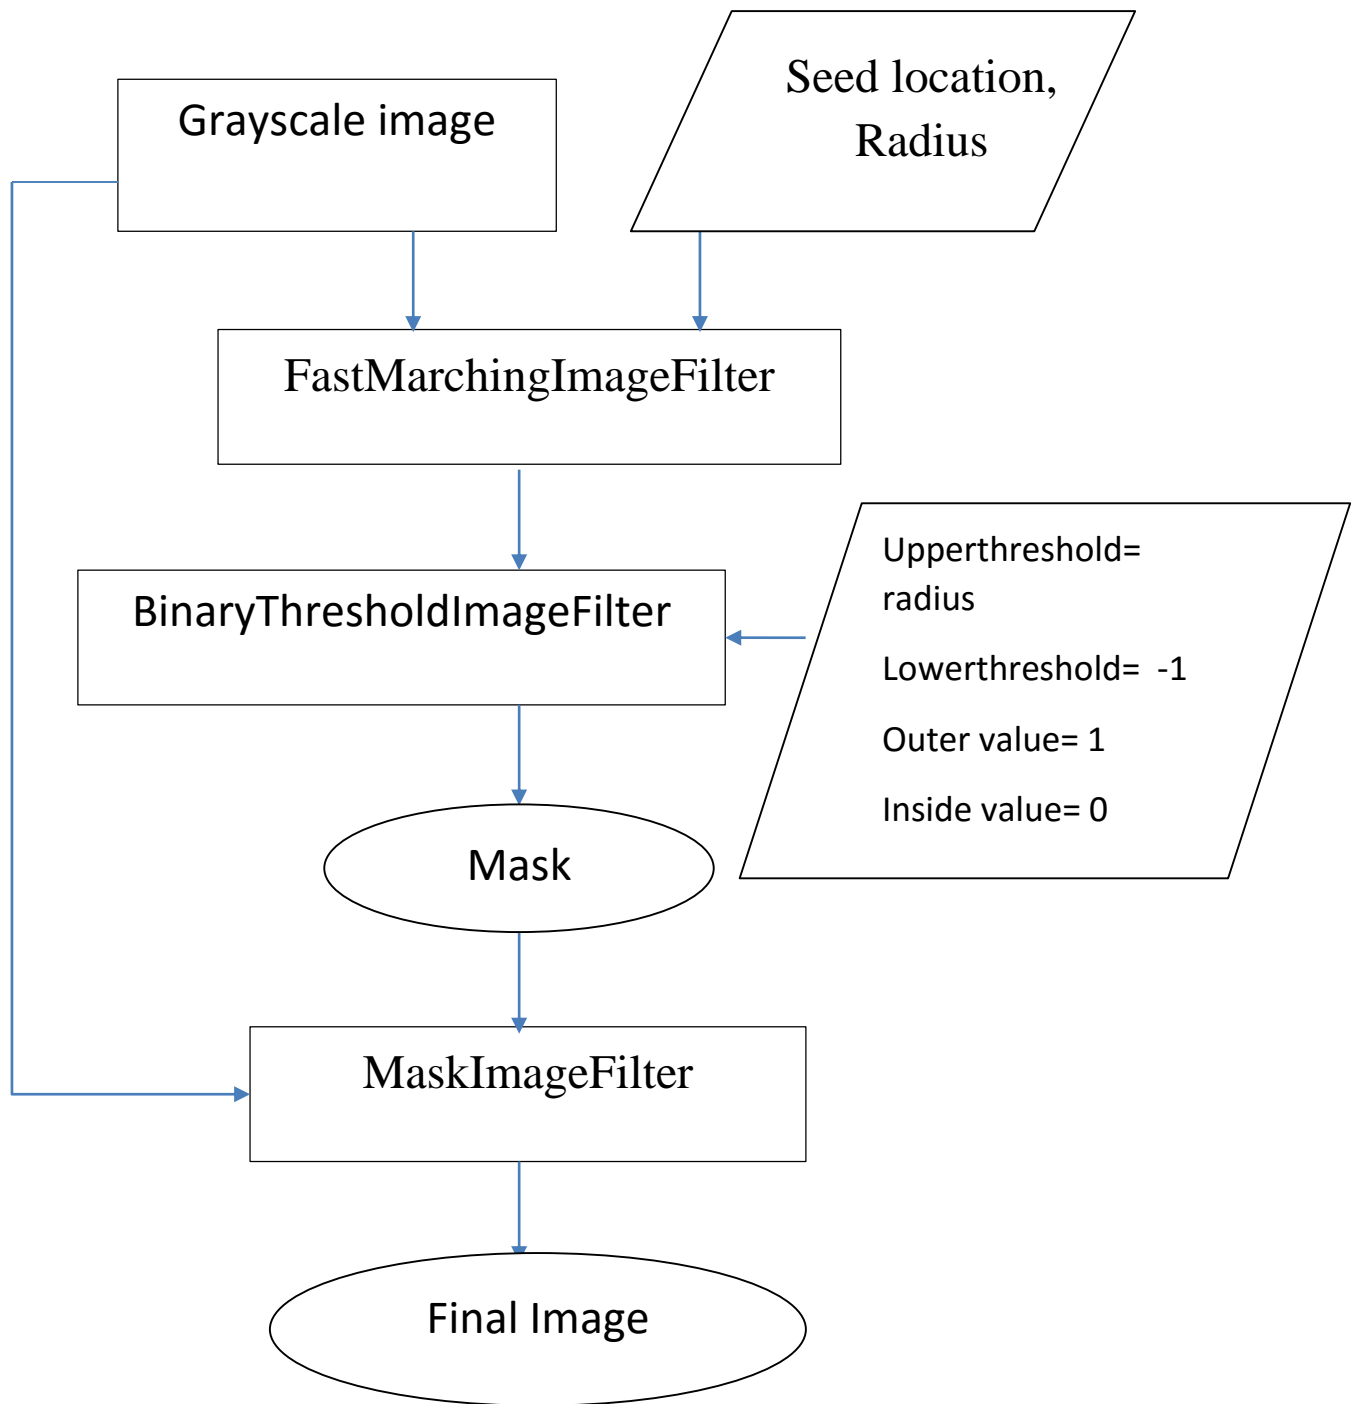 Seed location,
Radius
Grayscale image
FastMarchingImageFilter
Upperthreshold=
radius
BinaryThresholdImageFilter
Lowerthreshold=  -1
Outer value= 1
Inside value= 0
Mask
MaskImageFilter
Final Image